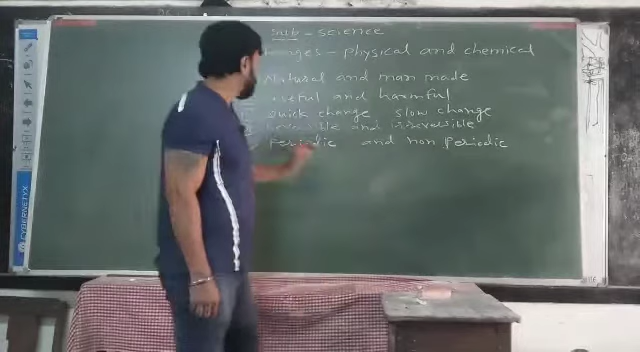 Sub - science
Changes - physical and chemical
Natural and man made
useful and harmful
quick change slow change
reversible and irreversible
Periodic and non periodic
CYBERNETYX